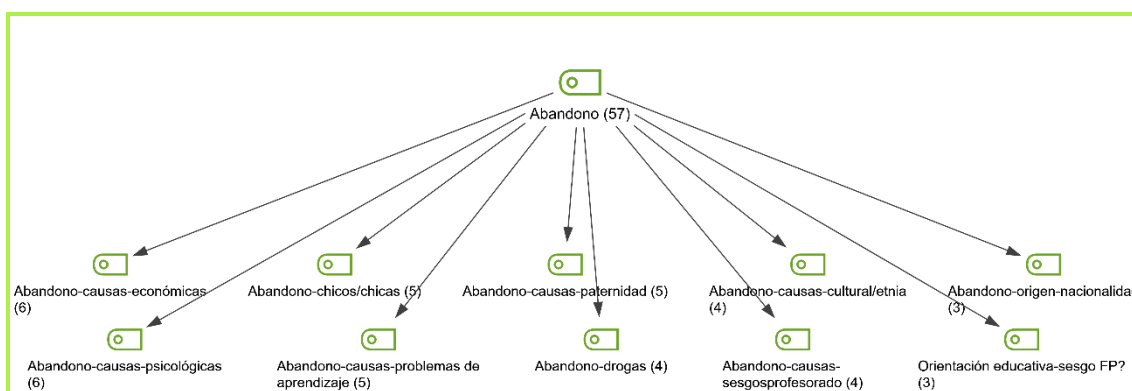 Abandono (57)
Abandono-causas-económicas
(6)
Abandono-chicos/chicas (5)
Abandono-causas-paternidad (5)
Abandono-causas-cultural/etnia
(4)
Abandono-origen-nacionalida
(3)
Abandono-causas-psicológicas
(6)
Abandono-causas-problemas de
aprendizaje (5)
Abandono-drogas (4)
Abandono-causas-
sesgosprofesorado (4)
Orientación educativa-sesgo FP?
(3)